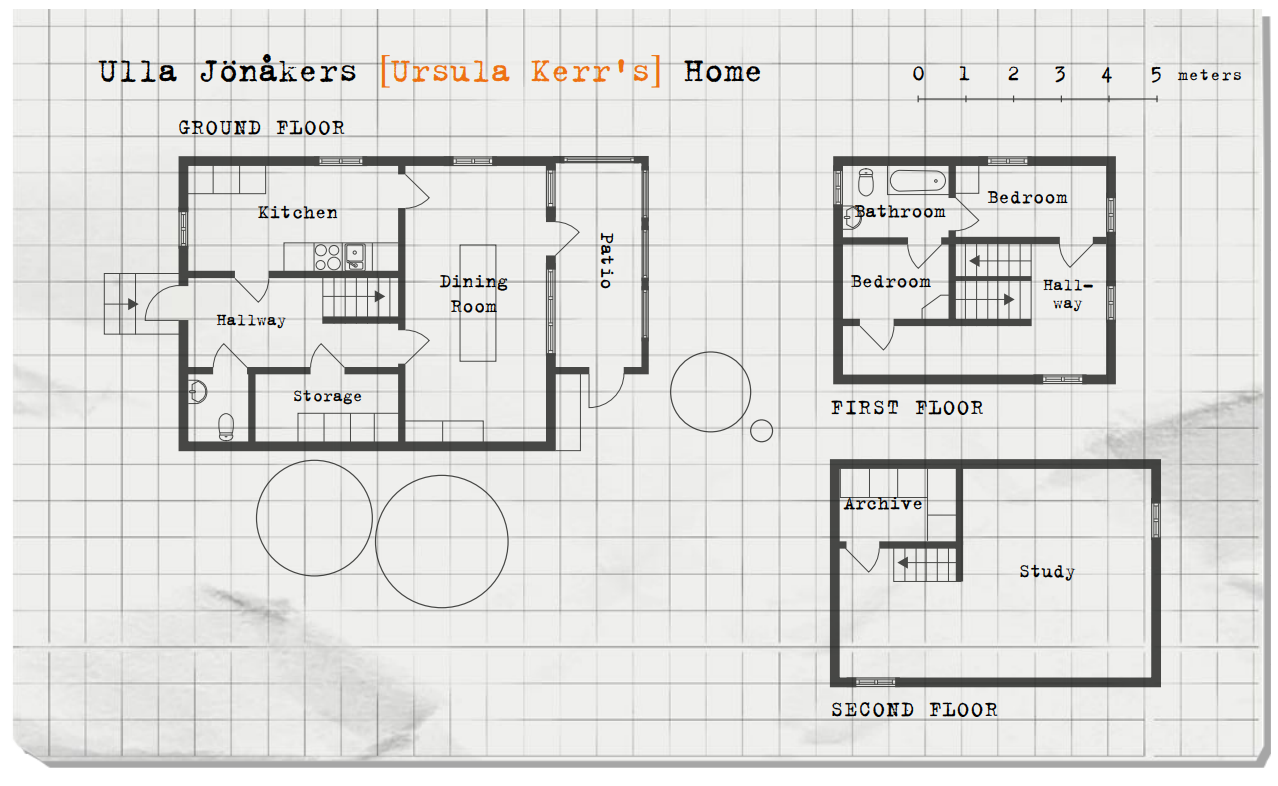 Ulla Jönåkers [Ursula Kerr's] Home
0 1 2 3 4 5 meters
GROUND FLOOR
Kitchen
Dining
Room
Patio
Hallway
Storage
Bathroom
Bedroom
Bedroom
Hall-
way
FIRST FLOOR
Archive
Study
SECOND FLOOR